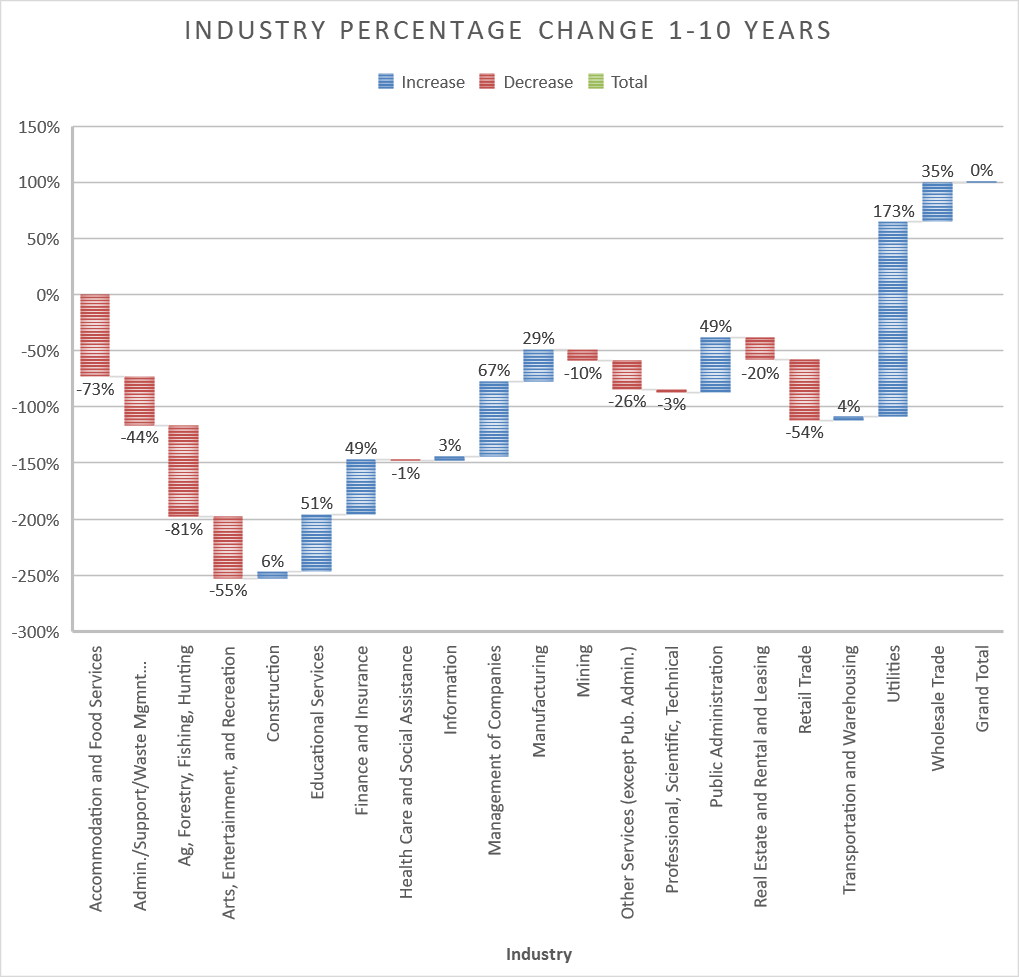 INDUSTRY PERCENTAGE CHANGE 1-10 YEARS
Increase Decrease Total
150%
100%
50%
0%
-50%
-100%
-150%
-200%
-250%
-300%
-73%
-44%
-81%
-55%
6%
51%
49%
-1%
3%
67%
29%
-10%
-26%
-3%
49%
-20%
-54%
4%
173%
35%
0%
Accommodation and Food Services
Admin./Support/Waste Mgmnt...
Ag, Forestry, Fishing, Hunting
Arts, Entertainment, and Recreation
Construction
Educational Services
Finance and Insurance
Health Care and Social Assistance
Information
Management of Companies
Manufacturing
Mining
Other Services (except Pub. Admin.)
Professional, Scientific, Technical
Public Administration
Real Estate and Rental and Leasing
Retail Trade
Transportation and Warehousing
Utilities
Wholesale Trade
Grand Total
Industry